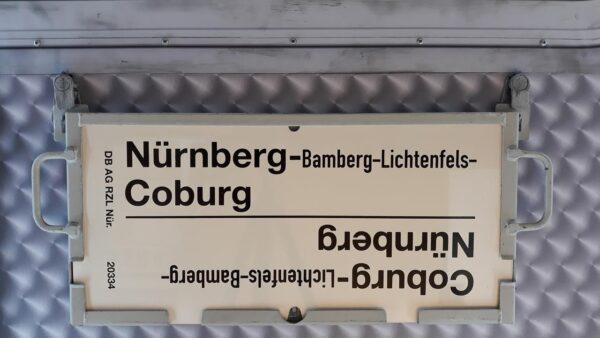 Nürnberg-Bamberg-Lichtenfels-
Coburg
Coburg-Lichtenfels-Bamberg-
Nürnberg
DB AG RZL Nür. 20334